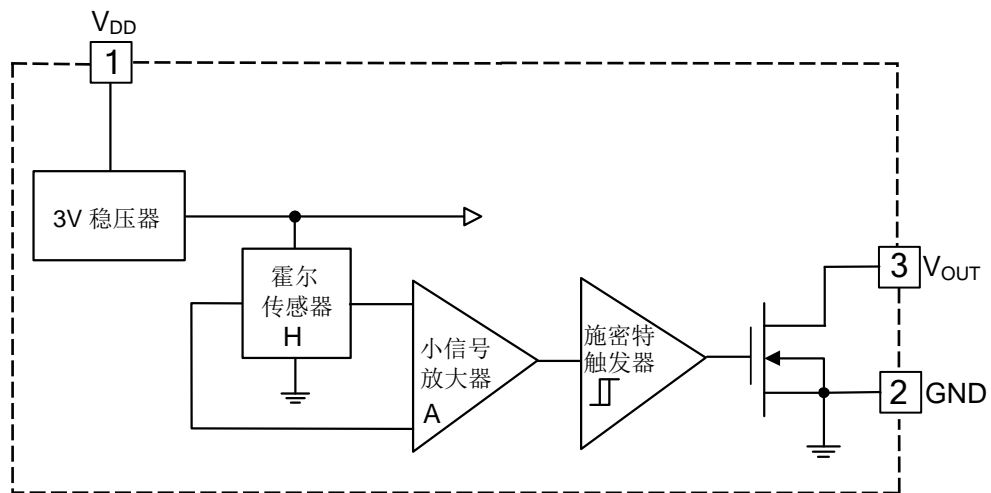 VDD
1
3V 稳压器
霍尔
传感器
H
小信号
放大器
A
施密特
触发器
3
VOUT
2
GND